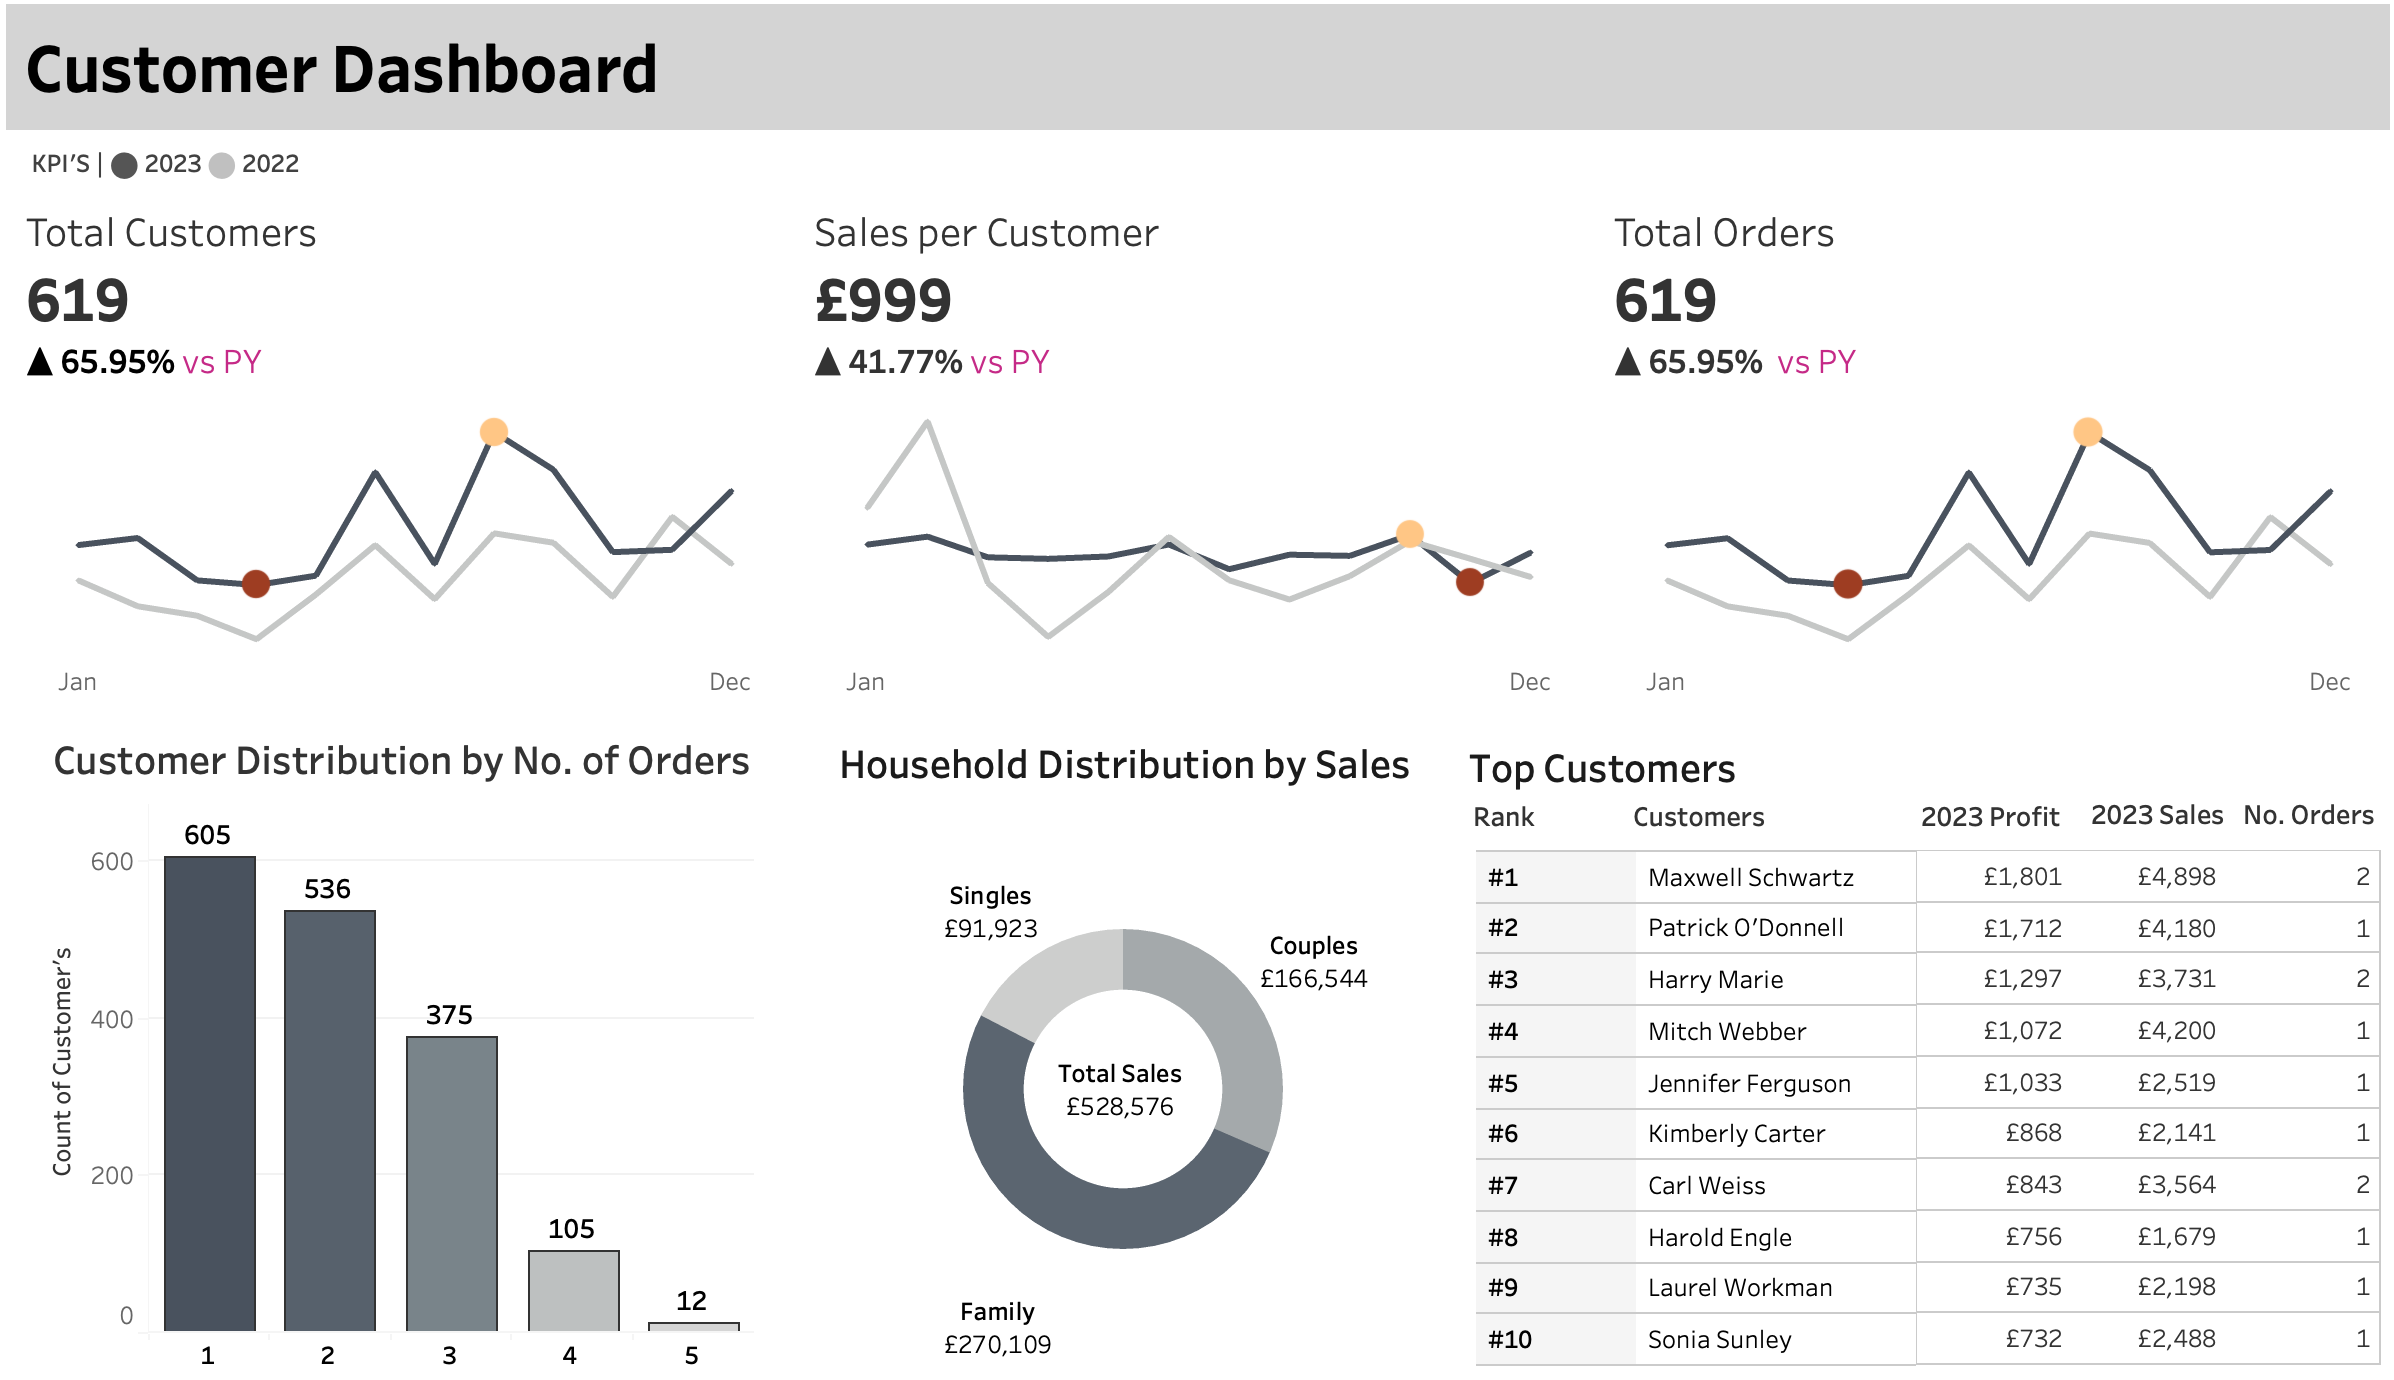 Customer Dashboard
KPI'S | 2023 2022
Total Customers
619
▲ 65.95% vs PY
Jan Dec
Sales per Customer
£999
▲ 41.77% vs PY
Jan Dec
Total Orders
619
▲ 65.95% vs PY
Jan Dec
Customer Distribution by No. of Orders
Count of Customer's
600
400
200
0
605
536
375
105
12
1 2 3 4 5
Household Distribution by Sales
Singles
£91,923
Couples
£166,544
Total Sales
£528,576
Family
£270,109
Top Customers
Rank Customers 2023 Profit 2023 Sales No. Orders
#1 Maxwell Schwartz £1,801 £4,898 2
#2 Patrick O’Donnell £1,712 £4,180 1
#3 Harry Marie £1,297 £3,731 2
#4 Mitch Webber £1,072 £4,200 1
#5 Jennifer Ferguson £1,033 £2,519 1
#6 Kimberly Carter £868 £2,141 1
#7 Carl Weiss £843 £3,564 2
#8 Harold Engle £756 £1,679 1
#9 Laurel Workman £735 £2,198 1
#10 Sonia Sunley £732 £2,488 1